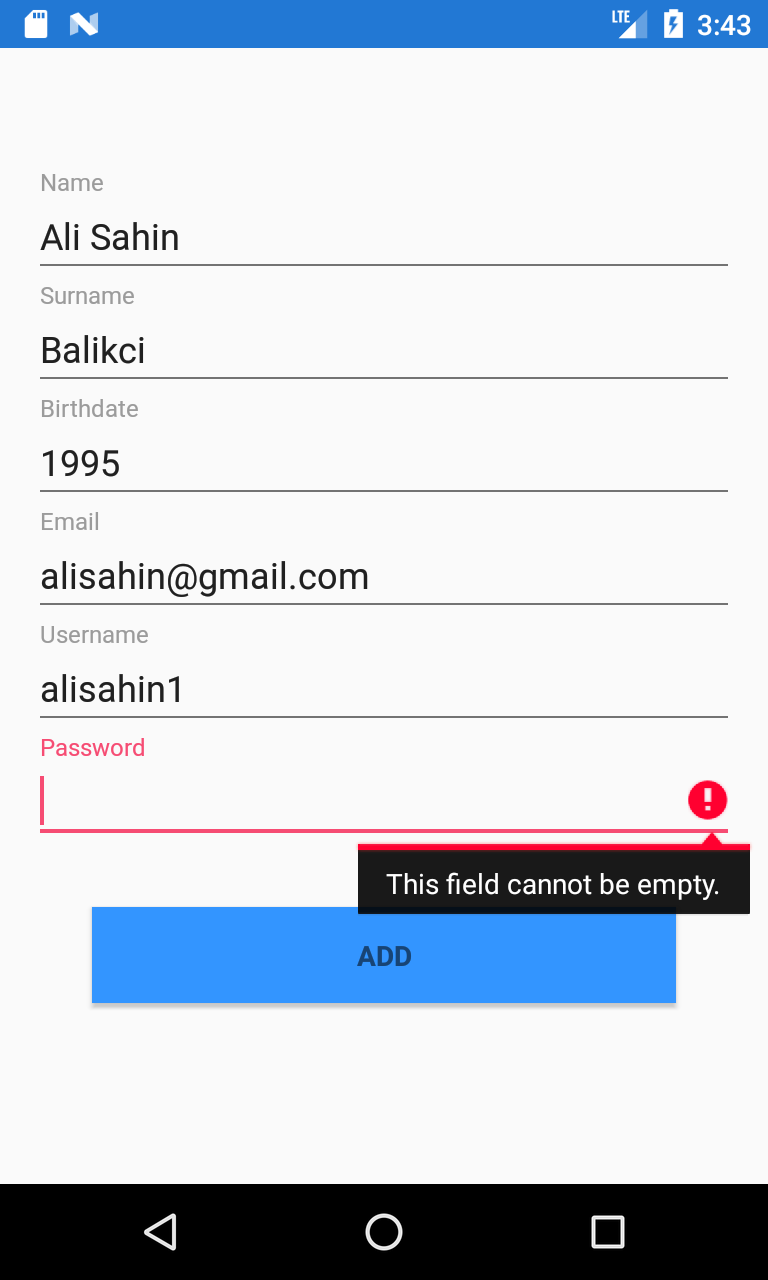 LTE 3:43
Name
Ali Sahin
Surname
Balikci
Birthdate
1995
Email
alisahin@gmail.com
Username
alisahin1
Password
This field cannot be empty.
ADD